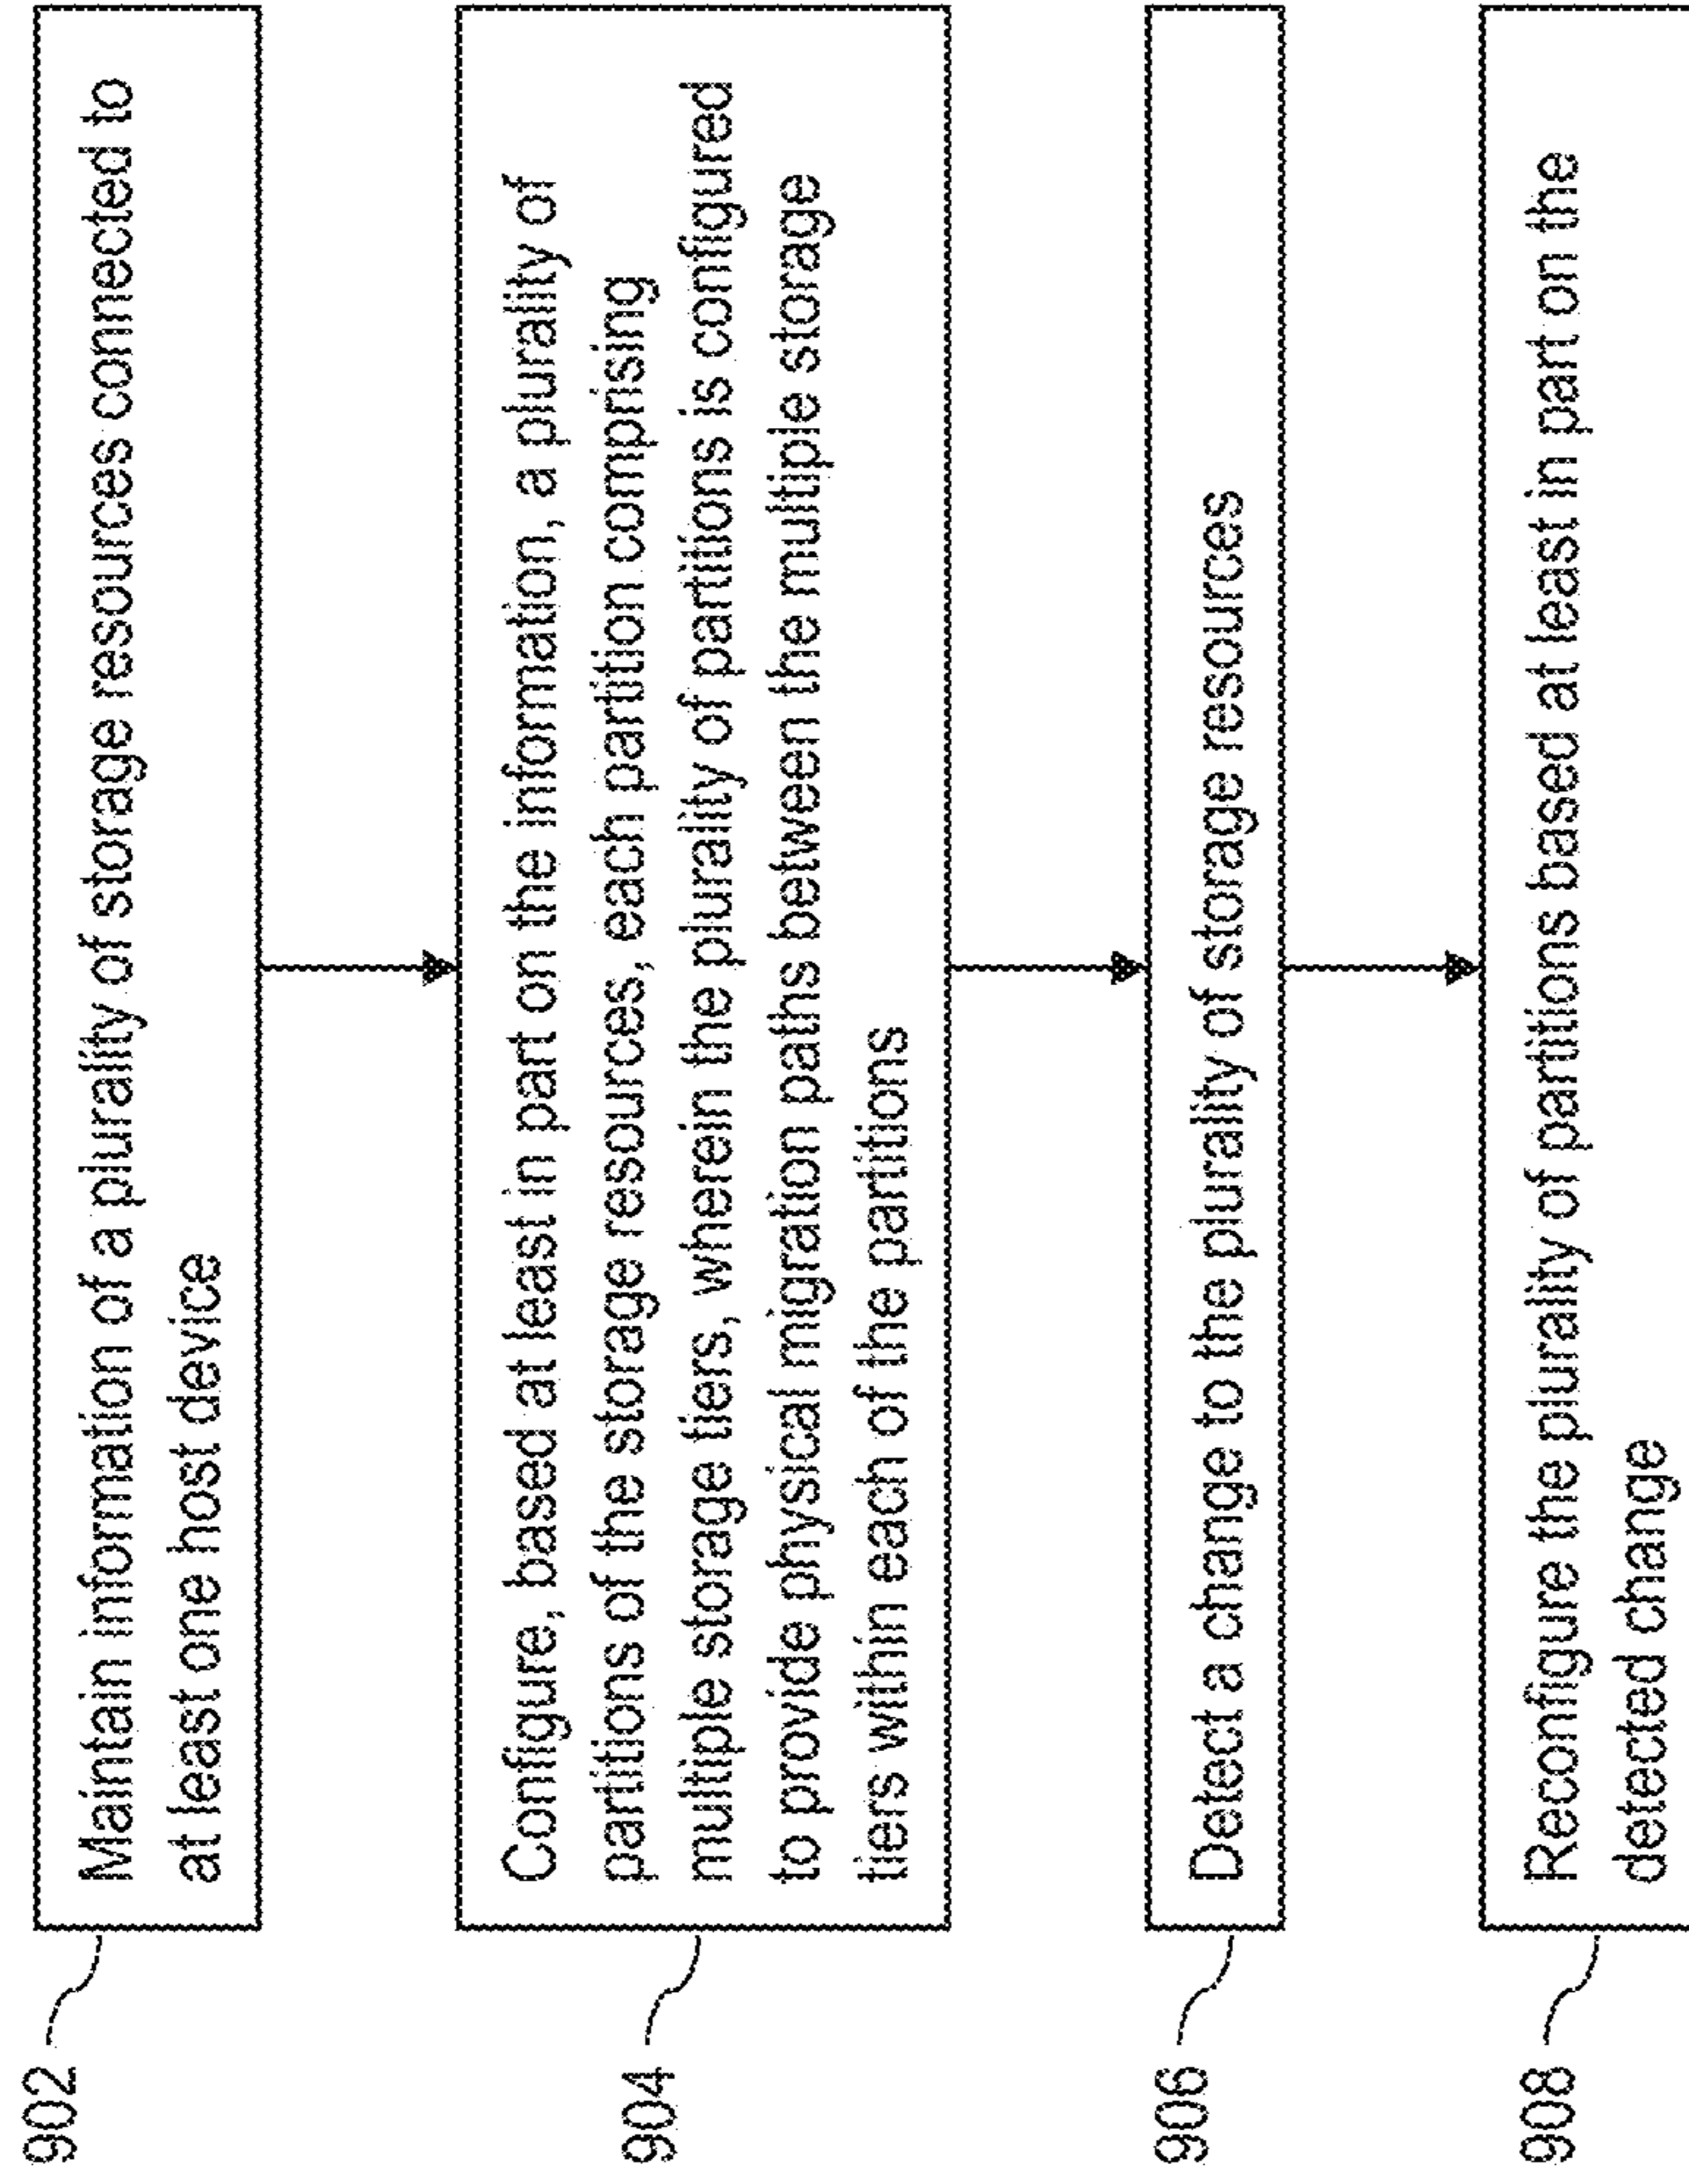 902
Maintain information of a plurality of storage resources connected to
at least one host device
904
Configure, based at least in part on the information, a plurality of
partitions of the storage resources, each partition comprising
multiple storage tiers, wherein the plurality of partitions is configured
to provide physical migration paths between the multiple storage
tiers within each of the partitions
906
Detect a change to the plurality of storage resources
908
Reconfigure the plurality of partitions based at least in part on the
detected change